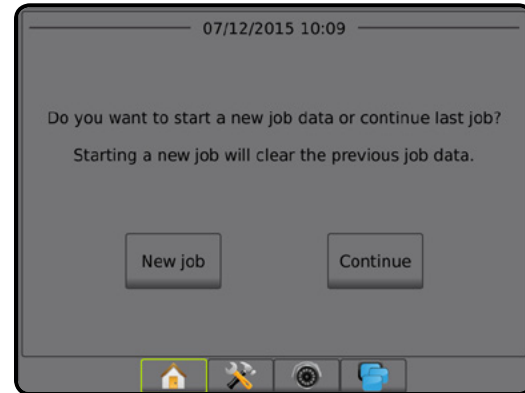 07/12/2015 10:09
Do you want to start a new job data or continue last job?
Starting a new job will clear the previous job data.
New job
Continue